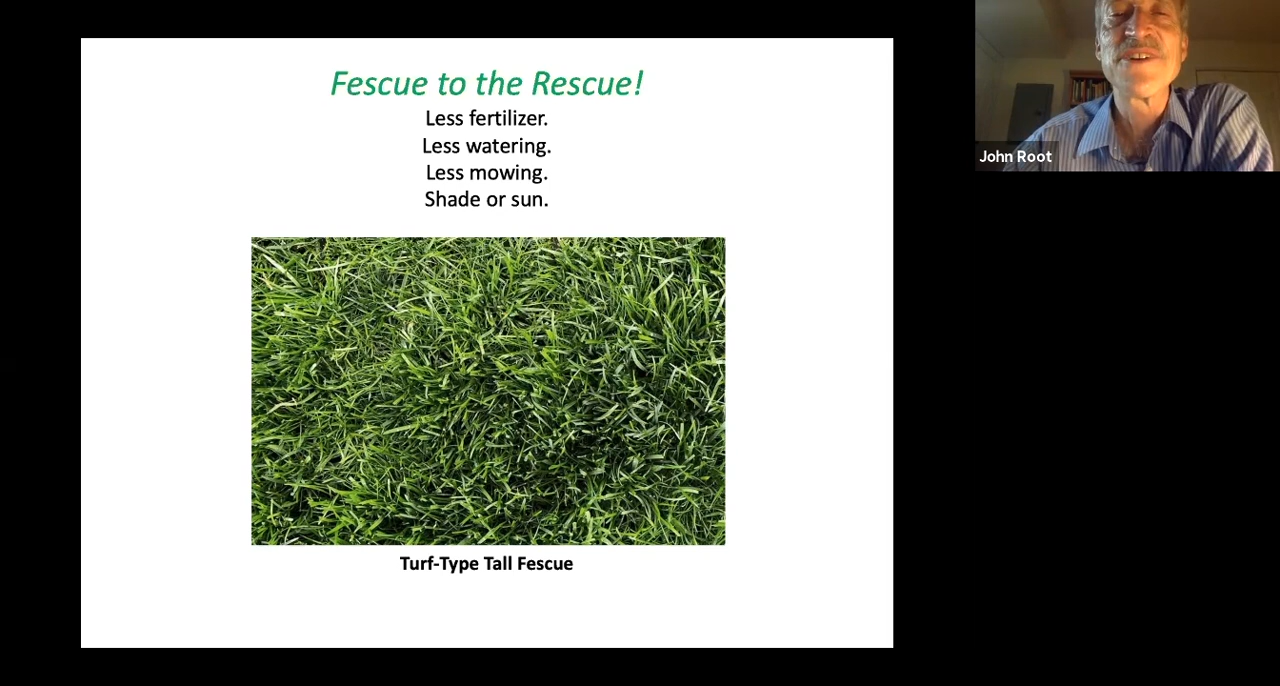 Fescue to the Rescue!
Less fertilizer.
Less watering.
Less mowing.
Shade or sun.
Turf-Type Tall Fescue
John Root